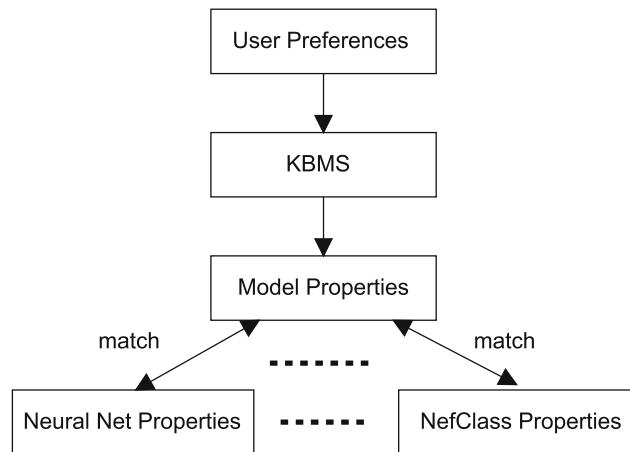 User Preferences
KBMS
Model Properties
match
match
Neural Net Properties
NefClass Properties